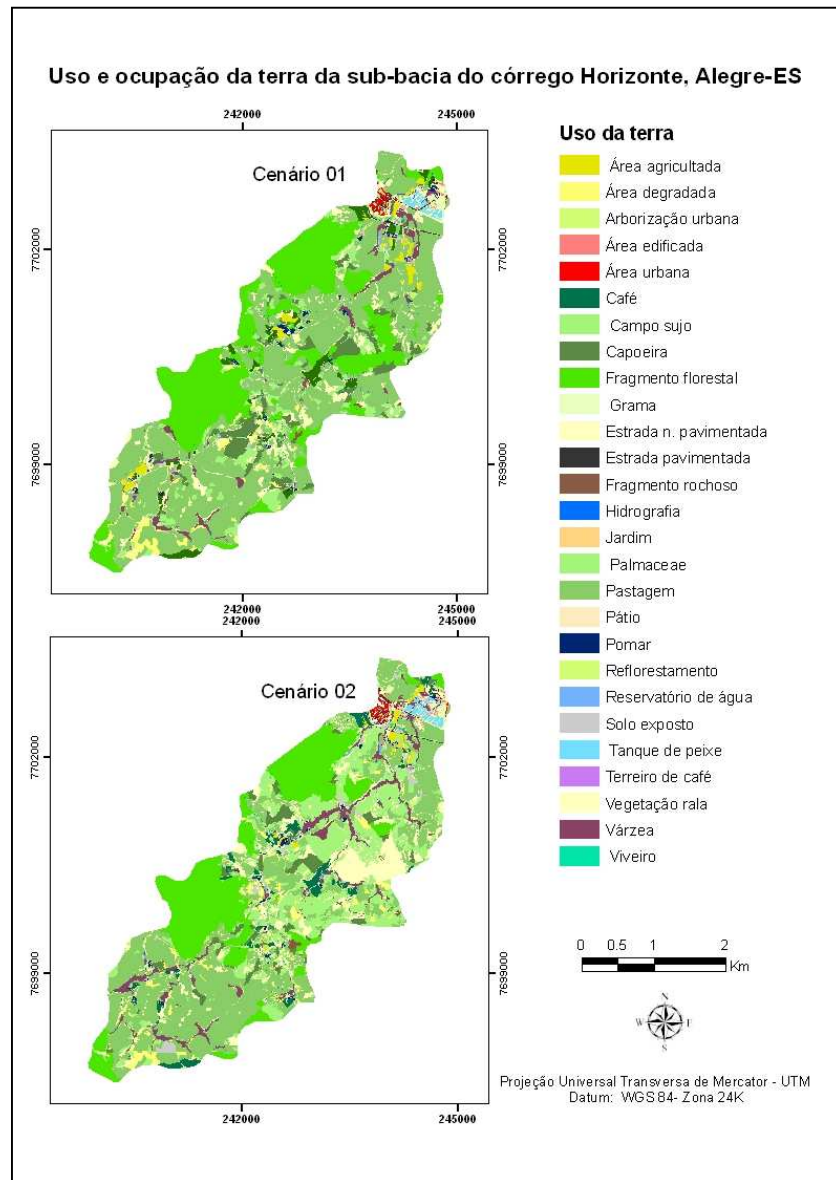 Uso e ocupação da terra da sub-bacia do córrego Horizonte, Alegre-ES
242000
245000
Cenário 01
7702000
7702000
7699000
7699000
242000
245000
242000
245000
Cenário 02
7702000
7702000
7699000
7699000
242000
245000
Uso da terra
Área agricultada
Área degradada
Arborização urbana
Área edificada
Área urbana
Café
Campo sujo
Capoeira
Fragmento florestal
Grama
Estrada n. pavimentada
Estrada pavimentada
Fragmento rochoso
Hidrografia
Jardim
Palmaceae
Pastagem
Pátio
Pomar
Reflorestamento
Reservatório de água
Solo exposto
Tanque de peixe
Terreiro de café
Vegetação rala
Várzea
Viveiro
0 0.5 1 2
Km
N
W E
S
Projeção Universal Transversa de Mercator - UTM
Datum: WGS 84- Zona 24K